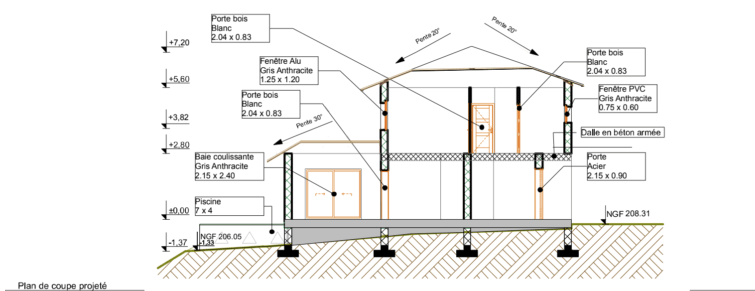 Porte bois
Blanc
2.04 x 0.83
Pente 20°
Pente 20°
+7,20
Fenêtre Alu
Gris Anthracite
1.25 x 1.20
Porte bois
Blanc
2.04 x 0.83
+5,60
Porte bois
Blanc
2.04 x 0.83
Fenêtre PVC
Gris Anthracite
0.75 x 0.60
+3,82
Pente 30°
Dalle en béton armée
+2,80
Baie coulissante
Gris Anthracite
2.15 x 2.40
Porte
Acier
2.15 x 0.90
Piscine
7 x 4
±0,00
NGF 208.31
NGF 206.05
-1,37
-1,33
Plan de coupe projeté